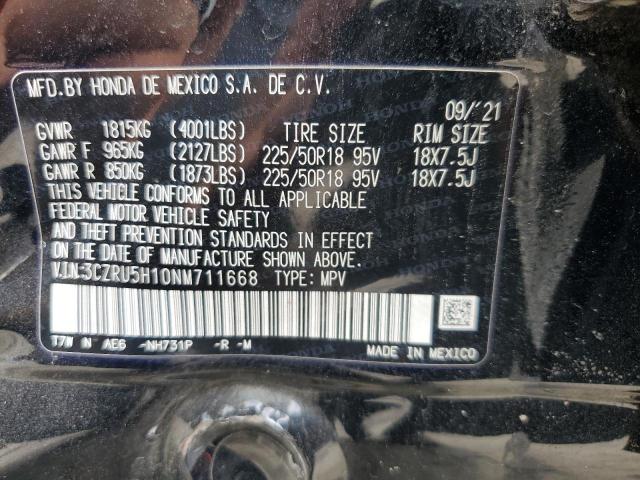 MFD.BY HONDA DE MEXICO S.A. DE C.V.
09/'21
GVWR 1815KG (4001LBS) TIRE SIZE RIM SIZE
GAWR F 965KG (2127LBS) 225/50R18 95V 18X7.5J
GAWR R 850KG (1873LBS) 225/50R18 95V 18X7.5J
THIS VEHICLE CONFORMS TO ALL APPLICABLE
FEDERAL MOTOR VEHICLE SAFETY
AND THEFT PREVENTION STANDARDS IN EFFECT
ON THE DATE OF MANUFACTURE SHOWN ABOVE.
V.I.N:3CZRU5H10NM711668 TYPE: MPV
T7W N AE6 -NH731P -R -M
MADE IN MEXICO